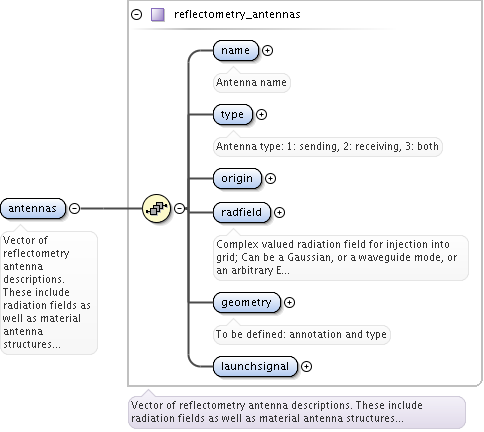 reflectometry_antennas
name
Antenna name
type
Antenna type: 1: sending, 2: receiving, 3: both
origin
antennas
radfield
Vector of
reflectometry
antenna
descriptions.
These include
radiation fields as
well as material
antenna
structures...
Complex valued radiation field for injection into
grid; Can be a Gaussian, or a waveguide mode, or
an arbitrary E...
geometry
To be defined: annotation and type
launchsignal
Vector of reflectometry antenna descriptions. These include
radiation fields as well as material antenna structures...